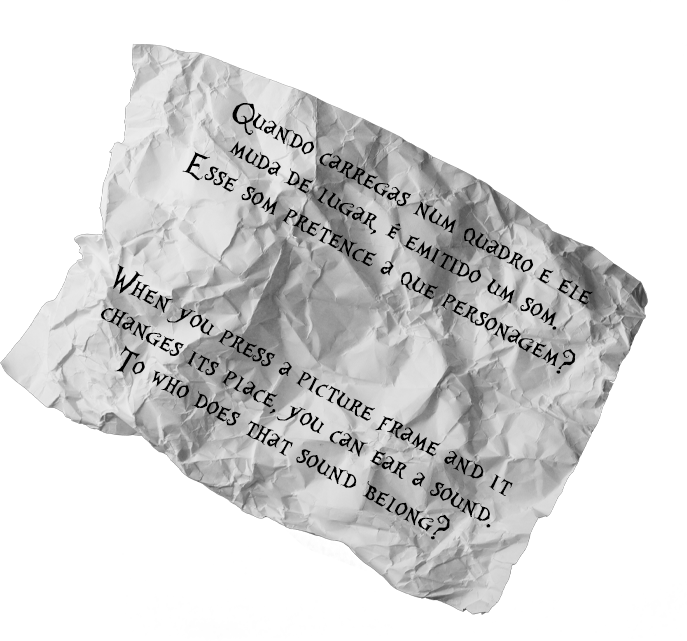 Quando carregas num quadro e ele
muda de lugar, é emitido um som.
Esse som pretence a que personagem?
When you press a picture frame and it
changes its place, you can ear a sound.
To who does that sound belong?